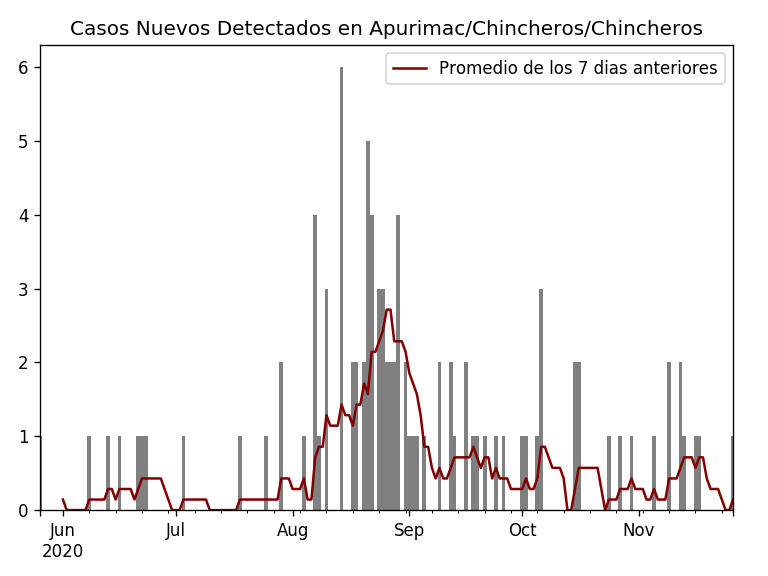 Casos Nuevos Detectados en Apurimac/Chincheros/Chincheros
Promedio de los 7 dias anteriores
6
5
4
3
2
1
0
Jun Jul Aug Sep Oct Nov
2020